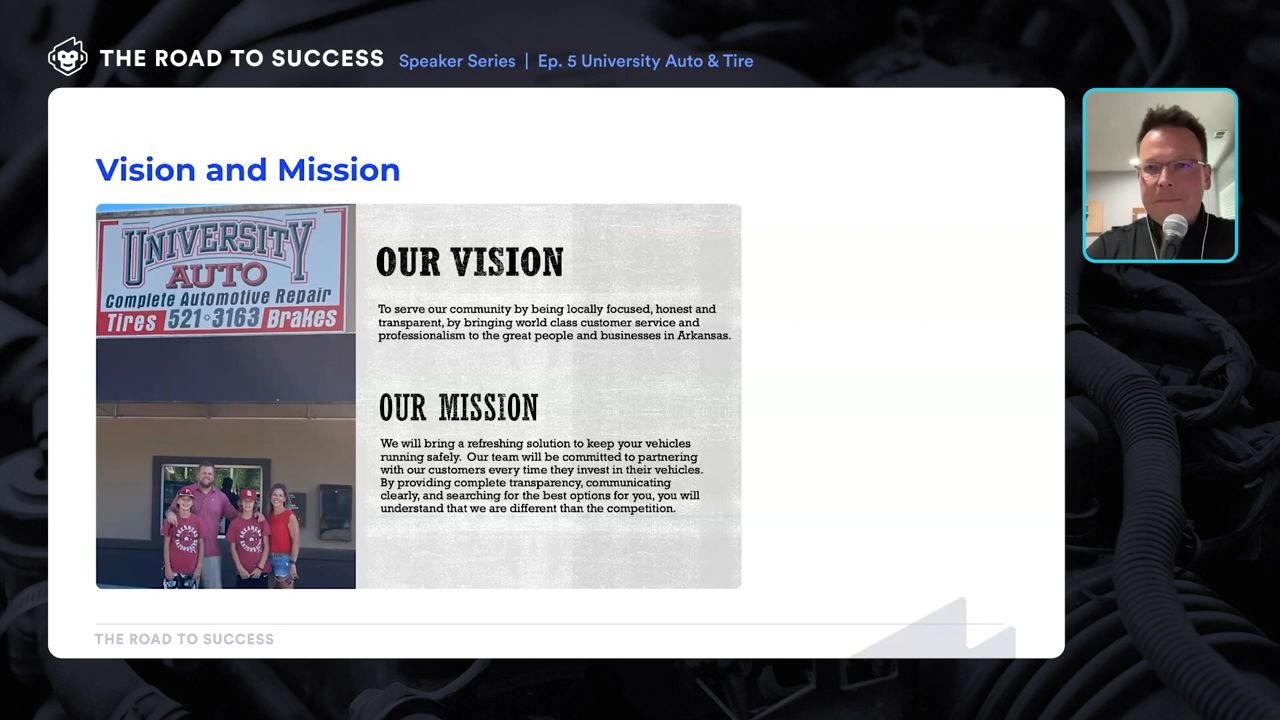 THE ROAD TO SUCCESS Speaker Series | Ep. 5 University Auto & Tire
Vision and Mission
UNIVERSITY
AUTO
Complete Automotive Repair
Tires 521-3163 Brakes
OUR VISION
To serve our community by being locally focused, honest and
transparent, by bringing world class customer service and
professionalism to the great people and businesses in Arkansas.
OUR MISSION
We will bring a refreshing solution to keep your vehicles
running safely. Our team will be committed to partnering
with our customers every time they invest in their vehicles.
By providing complete transparency, communicating
clearly, and searching for the best options for you, you will
understand that we are different than the competition.
THE ROAD TO SUCCESS